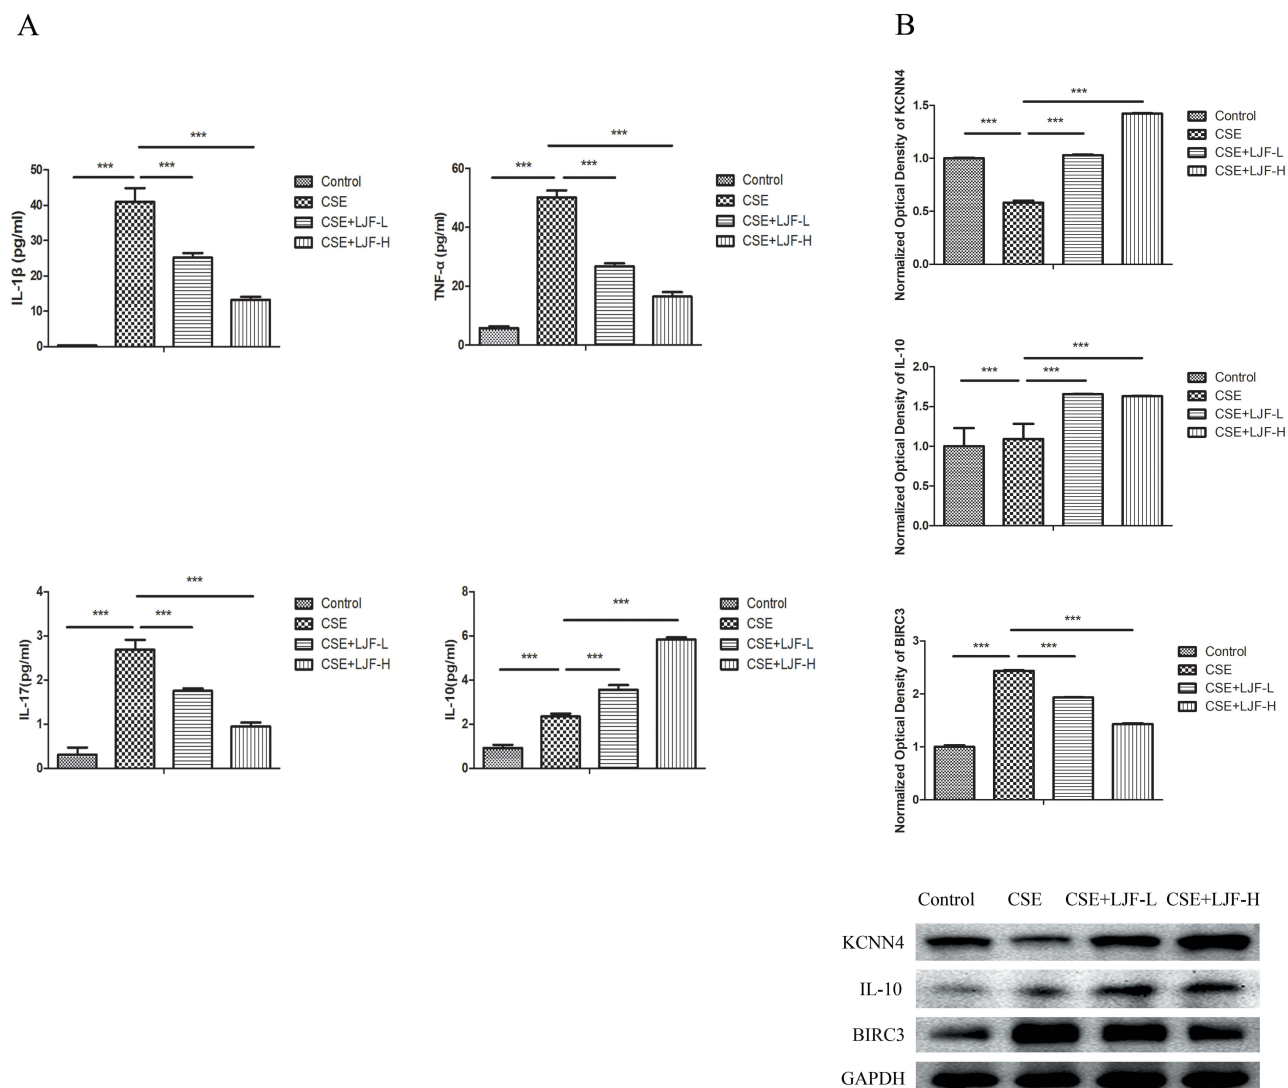 A
B
***
***
***
IL-1β (pg/ml)
50
40
30
20
10
0
Control
CSE
CSE+LJF-L
CSE+LJF-H
***
***
***
TNF-α (pg/ml)
60
40
20
0
Control
CSE
CSE+LJF-L
CSE+LJF-H
***
***
***
Normalized Optical Density of KCNN4
1.5
1.0
0.5
0.0
Control
CSE
CSE+LJF-L
CSE+LJF-H
***
***
***
Normalized Optical Density of IL-10
2.0
1.5
1.0
0.5
0.0
Control
CSE
CSE+LJF-L
CSE+LJF-H
***
***
***
IL-17(pg/ml)
4
3
2
1
0
Control
CSE
CSE+LJF-L
CSE+LJF-H
***
***
***
IL-10(pg/ml)
8
6
4
2
0
Control
CSE
CSE+LJF-L
CSE+LJF-H
***
***
***
Normalized Optical Density of BIRC3
3
2
1
0
Control
CSE
CSE+LJF-L
CSE+LJF-H
Control CSE CSE+LJF-L CSE+LJF-H
KCNN4
IL-10
BIRC3
GAPDH